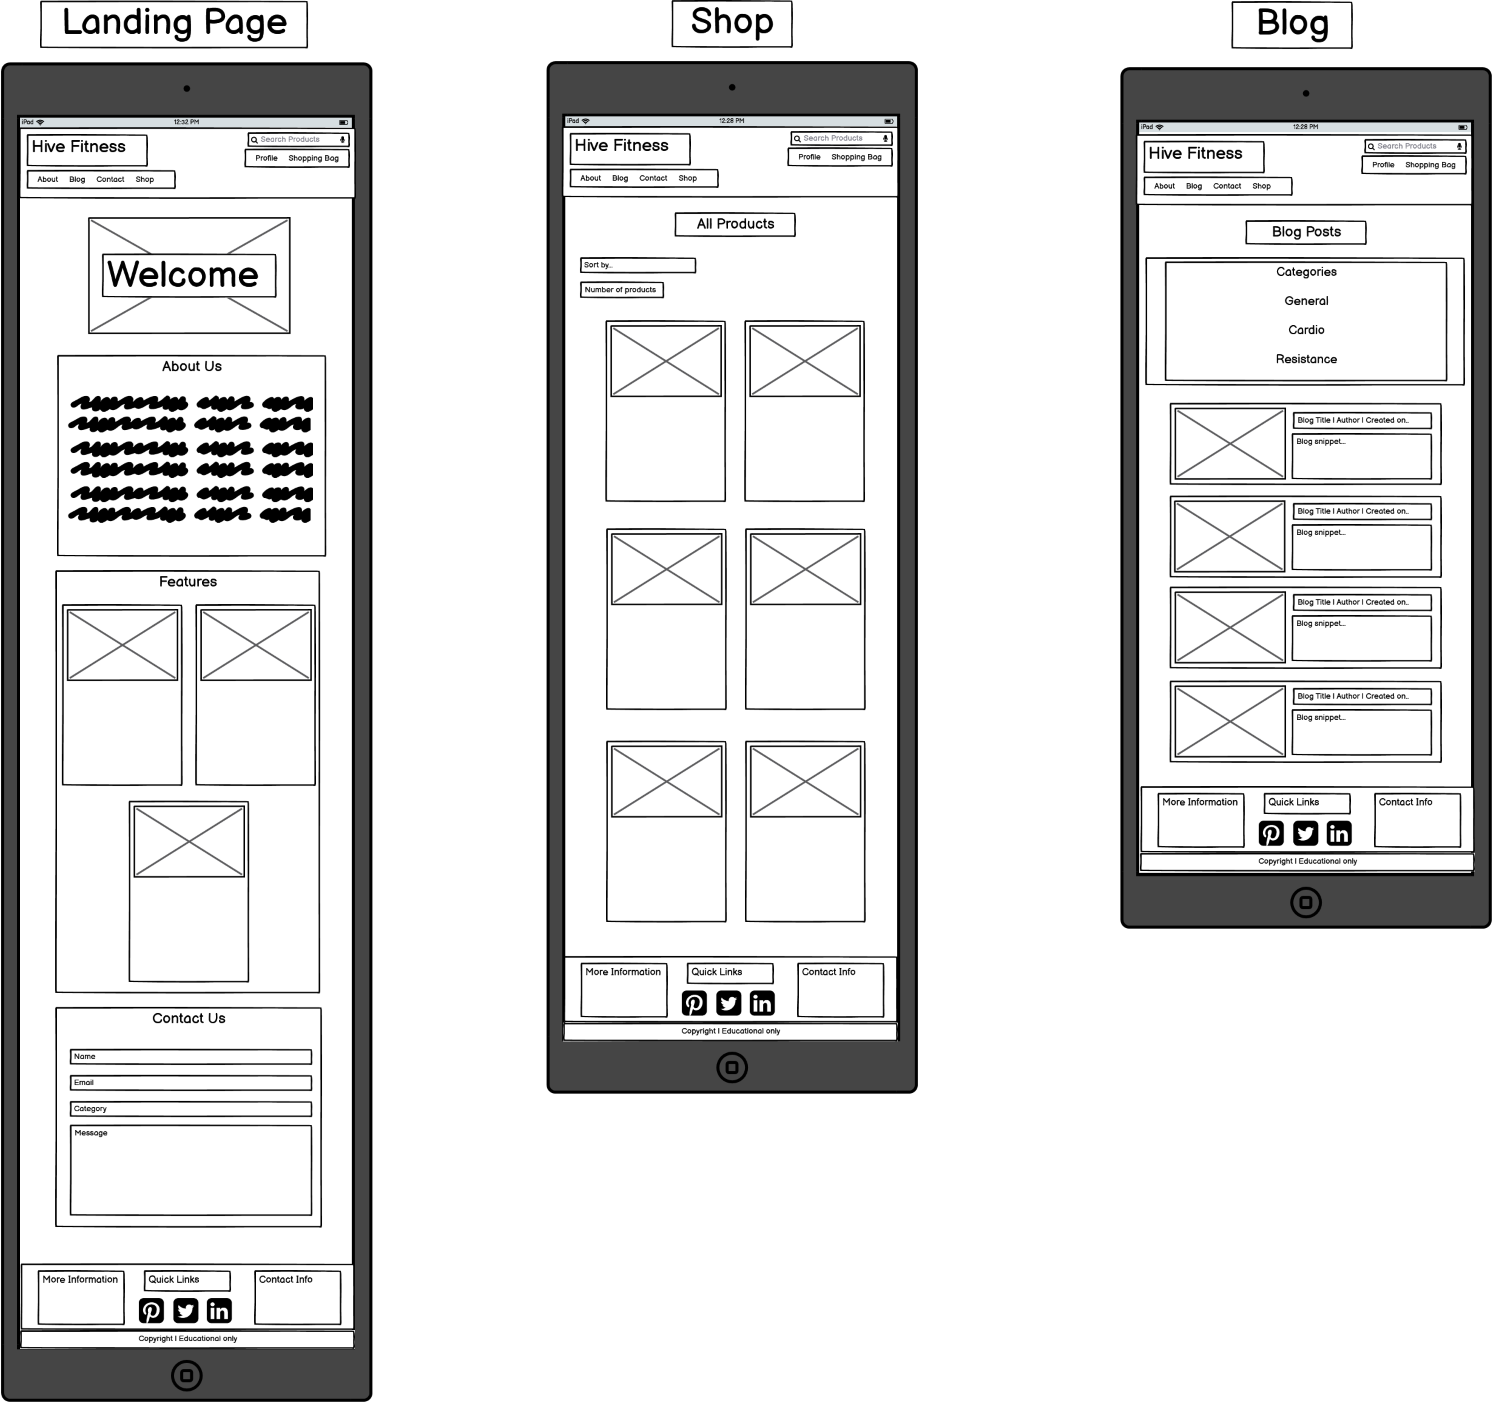 Landing Page
iPad 12:32 PM
Hive Fitness
Search Products
Profile Shopping Bag
About Blog Contact Shop
Welcome
About Us
Features
Contact Us
Name
Email
Category
Message
More Information Quick Links Contact Info
Copyright | Educational only
Shop
iPad 12:28 PM
Hive Fitness
Search Products
Profile Shopping Bag
About Blog Contact Shop
All Products
Sort by...
Number of products
More Information Quick Links Contact Info
Copyright | Educational only
Blog
iPad 12:28 PM
Hive Fitness
Search Products
Profile Shopping Bag
About Blog Contact Shop
Blog Posts
Categories
General
Cardio
Resistance
Blog Title | Author | Created on..
Blog snippet...
Blog Title | Author | Created on..
Blog snippet...
Blog Title | Author | Created on..
Blog snippet...
Blog Title | Author | Created on..
Blog snippet...
More Information Quick Links Contact Info
Copyright | Educational only